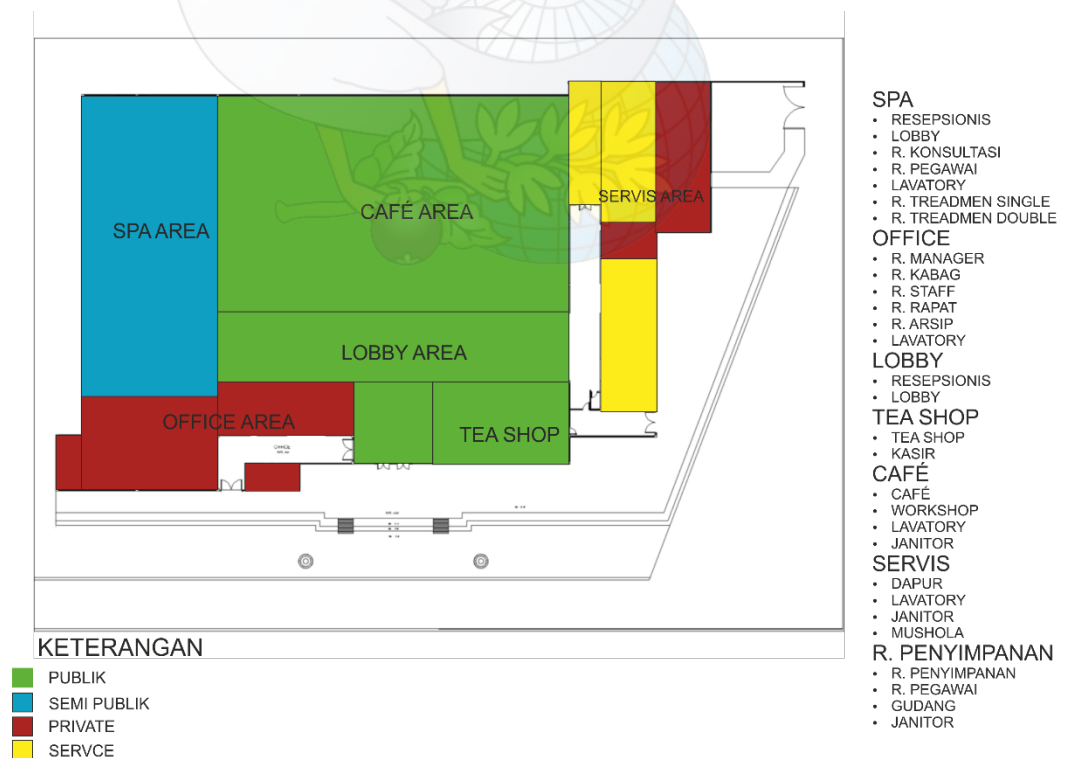 SPA AREA
CAFÉ AREA
SERVIS AREA
LOBBY AREA
OFFICE AREA
TEA SHOP
OFFICE
KETERANGAN
PUBLIK
SEMI PUBLIK
PRIVATE
SERVCE
SPA
• RESEPSIONIS
• LOBBY
• R. KONSULTASI
• R. PEGAWAI
• LAVATORY
• R. TREADMEN SINGLE
• R. TREADMEN DOUBLE
OFFICE
• R. MANAGER
• R. KABAG
• R. STAFF
• R. RAPAT
• R. ARSIP
• LAVATORY
LOBBY
• RESEPSIONIS
• LOBBY
TEA SHOP
• TEA SHOP
• KASIR
CAFÉ
• CAFÉ
• WORKSHOP
• LAVATORY
• JANITOR
SERVIS
• DAPUR
• LAVATORY
• JANITOR
• MUSHOLA
R. PENYIMPANAN
• R. PENYIMPANAN
• R. PEGAWAI
• GUDANG
• JANITOR